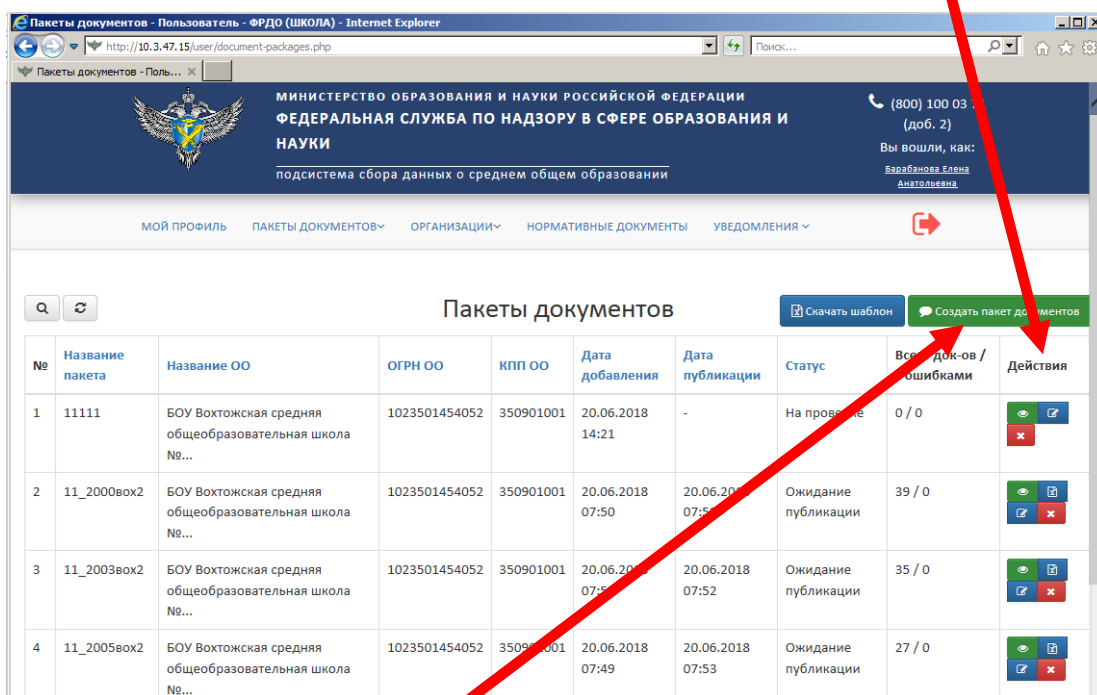 Пакеты документов - Пользователь - ФРДО (ШКОЛА) - Internet Explorer
http://10.3.47.15/user/document-packages.php
Поиск...
Пакеты документов - Поль...
МИНИСТЕРСТВО ОБРАЗОВАНИЯ И НАУКИ РОССИЙСКОЙ ФЕДЕРАЦИИ
ФЕДЕРАЛЬНАЯ СЛУЖБА ПО НАДЗОРУ В СФЕРЕ ОБРАЗОВАНИЯ И
НАУКИ
подсистема сбора данных о среднем общем образовании
(800) 100 03
(доб. 2)
Вы вошли, как:
Барабанова Елена
Анатольевна
МОЙ ПРОФИЛЬ ПАКЕТЫ ДОКУМЕНТОВ ОРГАНИЗАЦИИ НОРМАТИВНЫЕ ДОКУМЕНТЫ УВЕДОМЛЕНИЯ
Пакеты документов
Скачать шаблон
Создать пакет документов
№ Название пакета Название ОО ОГРН ОО КПП ОО Дата добавления Дата публикации Статус док-ов / ошибками Действия
1 11111 БОУ Вохтожская средняя 1023501454052 350901001 20.06.2018 - На проверке 0 / 0
общеобразовательная школа 14:21
№...
2 11_2000вох2 БОУ Вохтожская средняя 1023501454052 350901001 20.06.2018 Ожидание 39 / 0
общеобразовательная школа 07:50 публикации
№...
3 11_2003вох2 БОУ Вохтожская средняя 1023501454052 350901001 20.06.2018 Ожидание 35 / 0
общеобразовательная школа 07:52 публикации
№...
4 11_2005вох2 БОУ Вохтожская средняя 1023501454052 20.06.2018 20.06.2018 Ожидание 27 / 0
общеобразовательная школа 07:49 07:53 публикации
№...